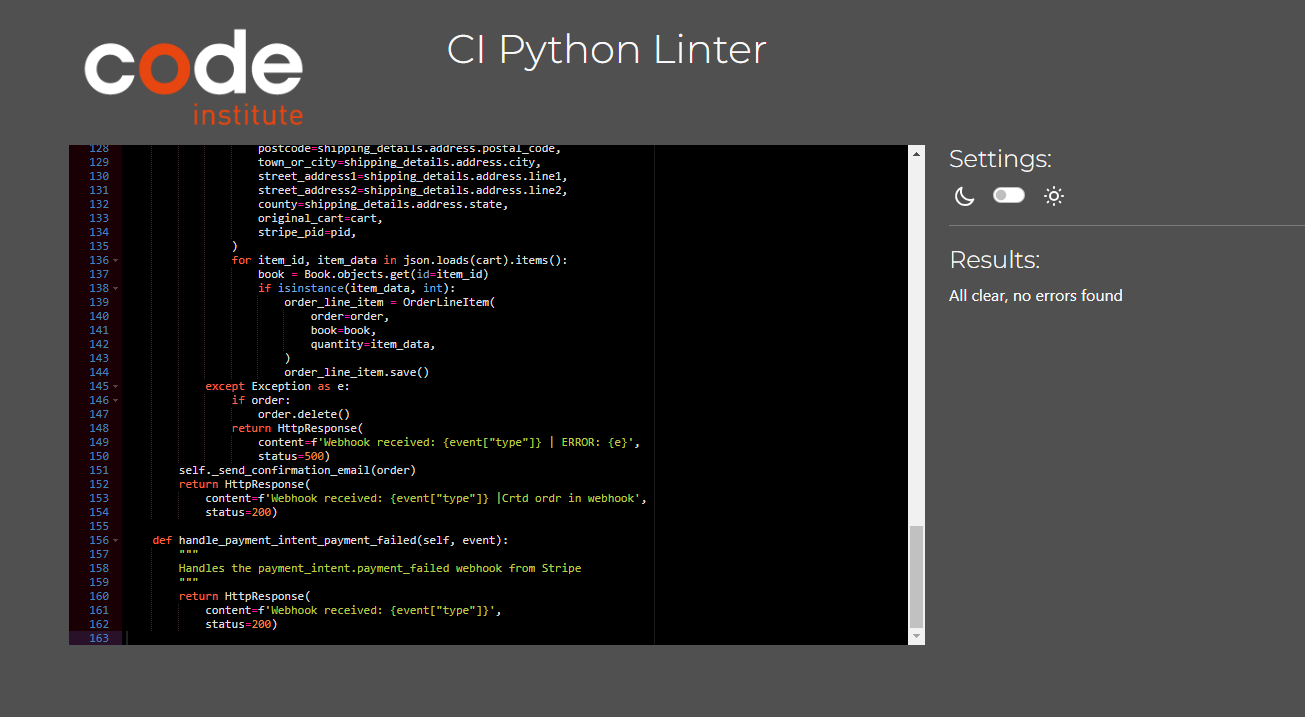 code
institute
CI Python Linter
128 postcode=shipping_details.address.postal_code,
129 town_or_city=shipping_details.address.city,
130 street_address1=shipping_details.address.line1,
131 street_address2=shipping_details.address.line2,
132 county=shipping_details.address.state,
133 original_cart=cart,
134 stripe_pid=pid,
135 )
136 for item_id, item_data in json.loads(cart).items():
137 book = Book.objects.get(id=item_id)
138 if isinstance(item_data, int):
139 order_line_item = OrderLineItem(
140 order=order,
141 book=book,
142 quantity=item_data,
143 )
144 order_line_item.save()
145 except Exception as e:
146 if order:
147 order.delete()
148 return HttpResponse(
149 content=f'Webhook received: {event["type"]} | ERROR: {e}',
150 status=500)
151 self._send_confirmation_email(order)
152 return HttpResponse(
153 content=f'Webhook received: {event["type"]} |Crtd ordr in webhook',
154 status=200)
155
156 def handle_payment_intent_payment_failed(self, event):
157 """
158 Handles the payment_intent.payment_failed webhook from Stripe
159 """
160 return HttpResponse(
161 content=f'Webhook received: {event["type"]}',
162 status=200)
163
Settings:
Results:
All clear, no errors found